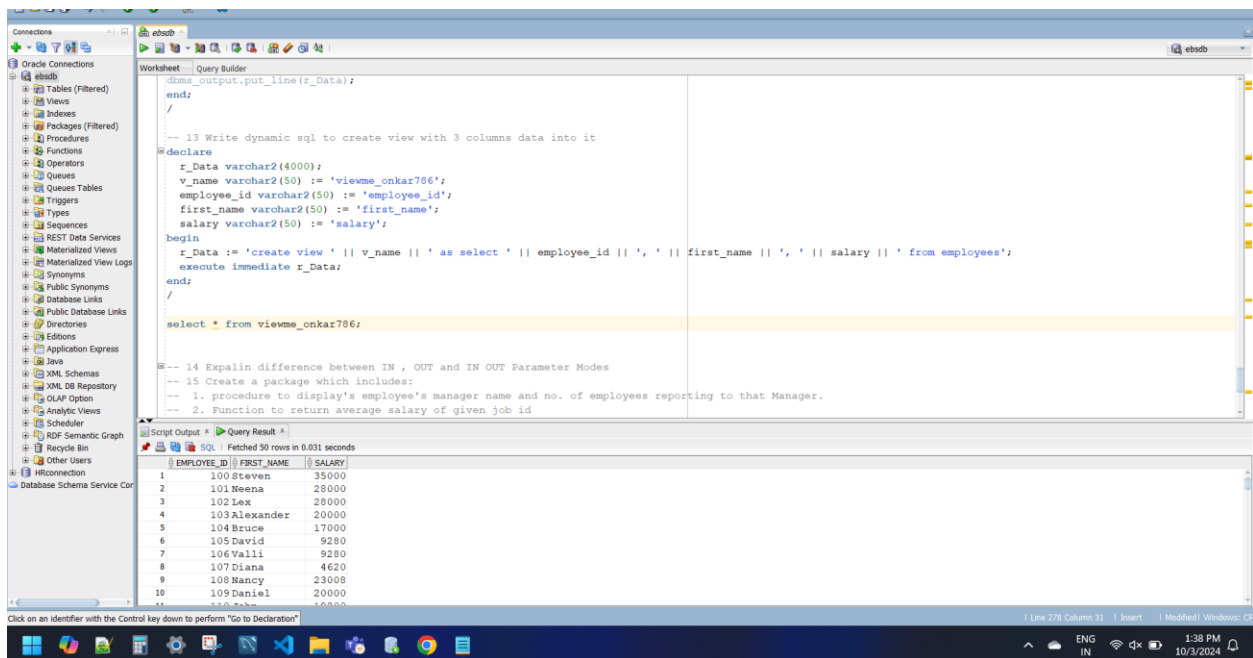 Connections
ebsdb
ebsdb
Oracle Connections
ebsdb
Tables (Filtered)
Views
Indexes
Packages (Filtered)
Procedures
Functions
Operators
Queues
Queues Tables
Triggers
Types
Sequences
REST Data Services
Materialized Views
Materialized View Logs
Synonyms
Public Synonyms
Database Links
Public Database Links
Directories
Editions
Application Express
Java
XML Schemas
XML DB Repository
OLAP Option
Analytic Views
Scheduler
RDF Semantic Graph
Recycle Bin
Other Users
HRconnection
Database Schema Service Cor
Worksheet Query Builder
dbms_output.put_line(r_Data);
end;
/
-- 13 Write dynamic sql to create view with 3 columns data into it
declare
r_Data varchar2(4000);
v_name varchar2(50) := 'viewme_onkar786';
employee_id varchar2(50) := 'employee_id';
first_name varchar2(50) := 'first_name';
salary varchar2(50) := 'salary';
begin
r_Data := 'create view ' || v_name || ' as select ' || employee_id || ', ' || first_name || ', ' || salary || ' from employees';
execute immediate r_Data;
end;
/
select * from viewme_onkar786;
-- 14 Expalin difference between IN , OUT and IN OUT Parameter Modes
-- 15 Create a package which includes:
-- 1. procedure to display's employee's manager name and no. of employees reporting to that Manager.
-- 2. Function to return average salary of given job id
Script Output × Query Result ×
SQL | Fetched 50 rows in 0.031 seconds
EMPLOYEE_ID FIRST_NAME SALARY
1 100 Steven 35000
2 101 Neena 28000
3 102 Lex 28000
4 103 Alexander 20000
5 104 Bruce 17000
6 105 David 9280
7 106 Valli 9280
8 107 Diana 4620
9 108 Nancy 23008
10 109 Daniel 20000
Click on an identifier with the Control key down to perform "Go to Declaration"
| Line 278 Column 31 | Insert | Modified | Windows: CR
ENG
IN
1:38 PM
10/3/2024